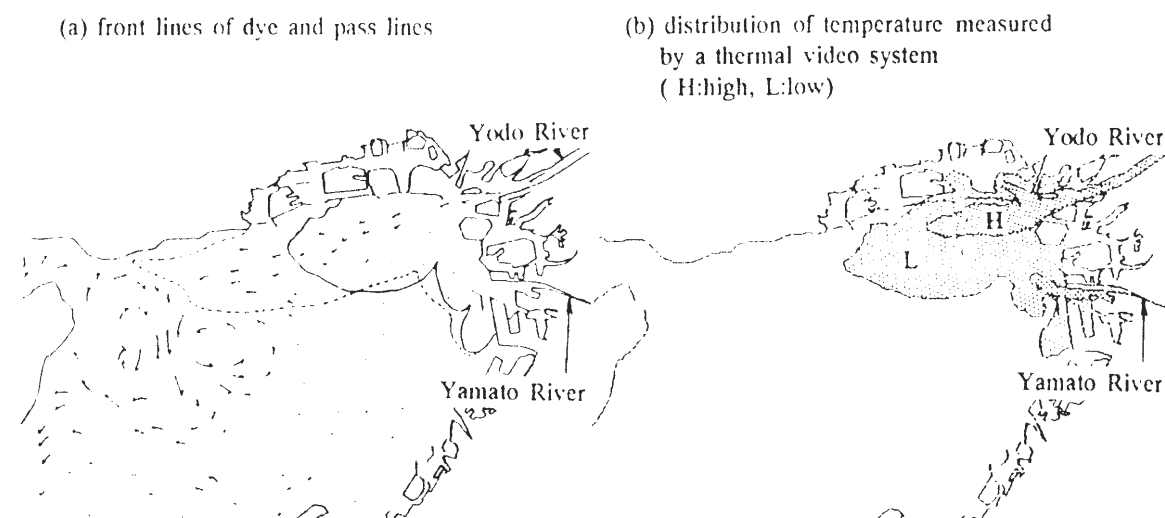 (a) front lines of dye and pass lines
(b) distribution of temperature measured
by a thermal video system
( H:high, L:low)
Yodo River
Yamato River
Yodo River
H
L
Yamato River